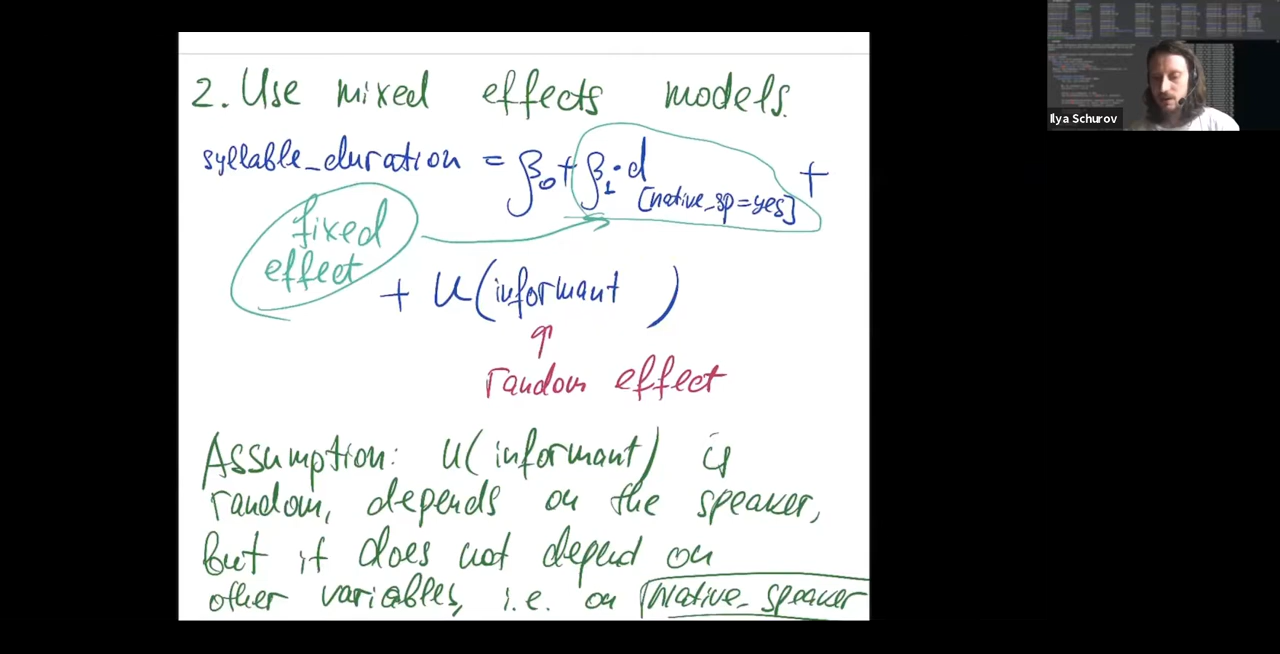 2. Use mixed effects models.
syllable_duration = β₀ + β₁·d[native_sp=yes] +
fixed
effect
+ u(informant )
random effect
Assumption: u(informant) is
random, depends on the speaker,
but it does not depend on
other variables, i.e. on native_speaker
Ilya Schurov